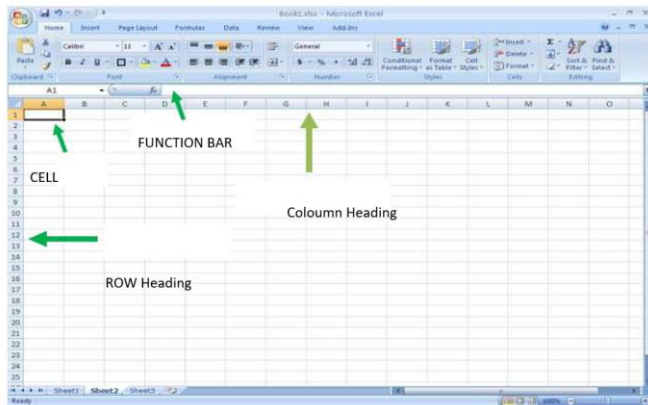 Book1.xlsx - Microsoft Excel
Home Insert Page Layout Formulas Data Review View Add-Ins
Paste Calibri 11 A A General Conditional Formatting Format as Table Cell Styles Insert Delete Format Sort & Filter Find & Select
B I U $ % ,
Clipboard Font Alignment Number Styles Cells Editing
A1 fx
A B C D E F G H I J K L M N O
1
2
3
4
FUNCTION BAR
5
6
7
CELL
8
9
10
Coloumn Heading
11
12
13
14
15
16
ROW Heading
17
18
19
20
21
22
23
24
25
Sheet1 Sheet2 Sheet3
Ready 100%